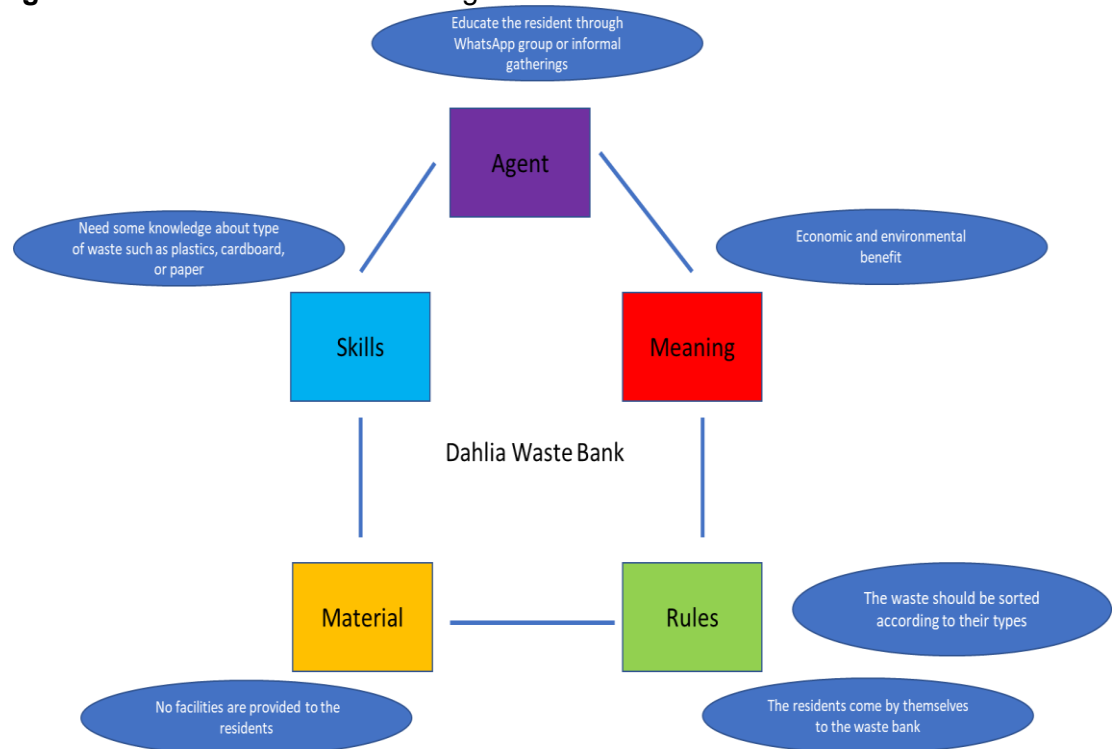 Educate the resident through
WhatsApp group or informal
gatherings
Agent
Need some knowledge about type
of waste such as plastics, cardboard,
or paper
Economic and environmental
benefit
Skills
Meaning
Dahlia Waste Bank
Material
Rules
The waste should be sorted
according to their types
No facilities are provided to the
residents
The residents come by themselves
to the waste bank